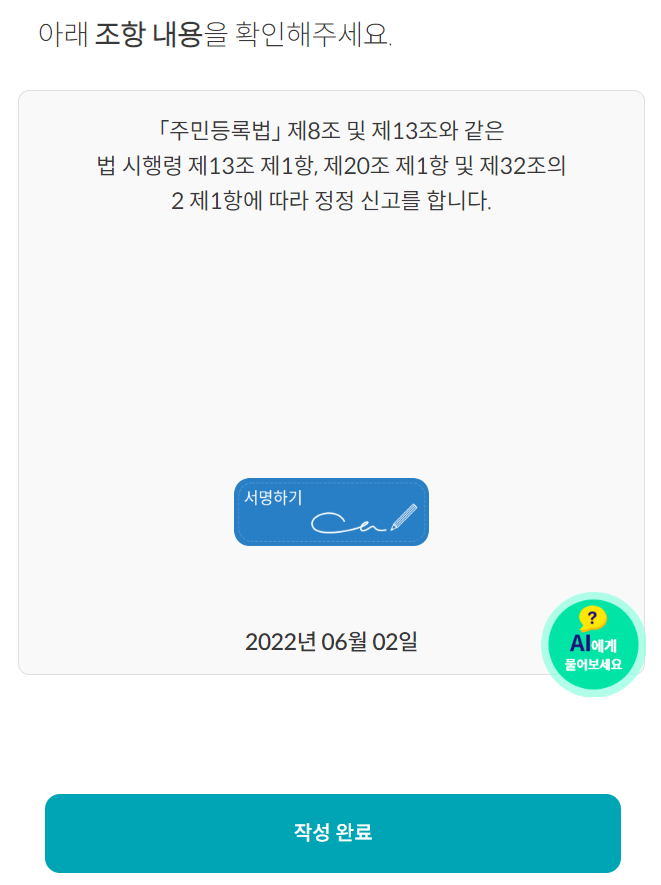 아래 조항 내용을 확인해주세요.
「주민등록법」 제8조 및 제13조와 같은
법 시행령 제13조 제1항, 제20조 제1항 및 제32조의
2 제1항에 따라 정정 신고를 합니다.
서명하기
2022년 06월 02일
?
AI에게
물어보세요
작성 완료